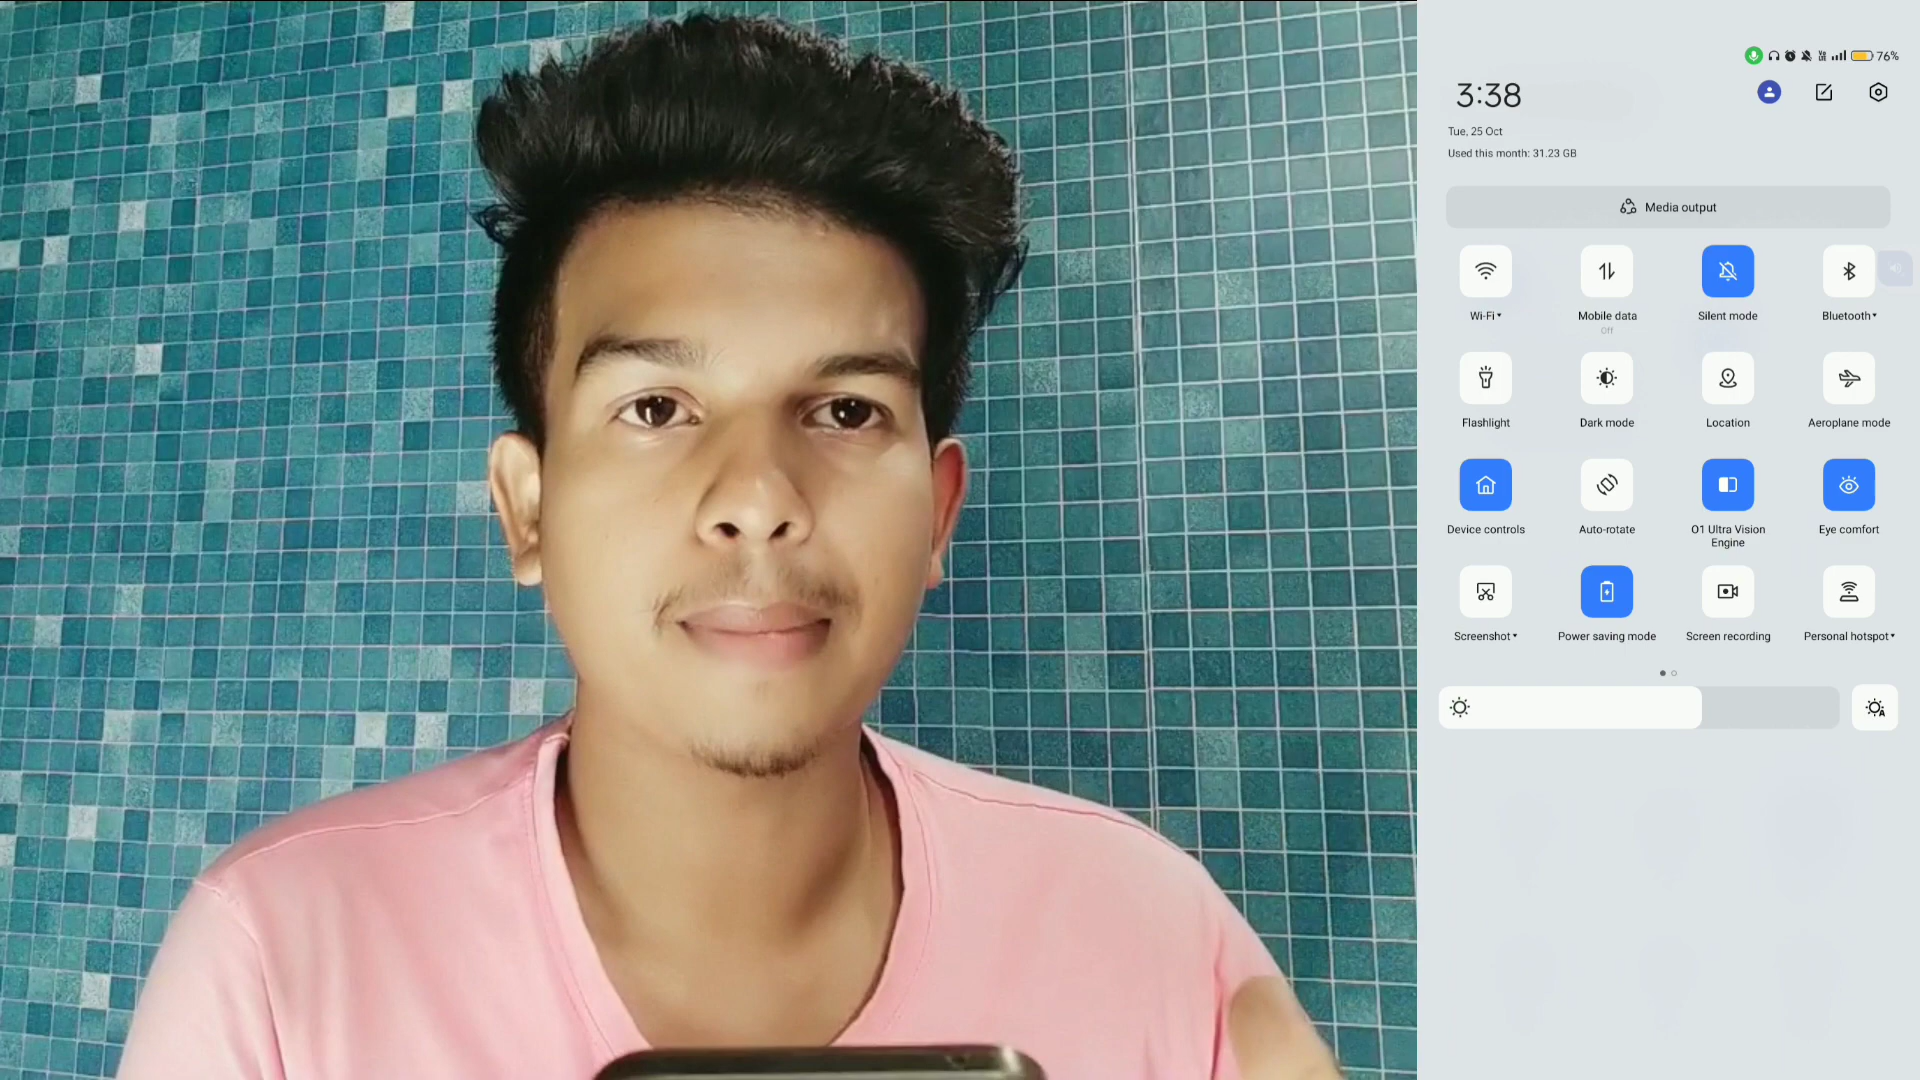 76%
3:38
Tue, 25 Oct
Used this month: 31.23 GB
Media output
Wi-Fi
Mobile data
Off
Silent mode
Bluetooth
Flashlight
Dark mode
Location
Aeroplane mode
Device controls
Auto-rotate
O1 Ultra Vision
Engine
Eye comfort
Screenshot
Power saving mode
Screen recording
Personal hotspot